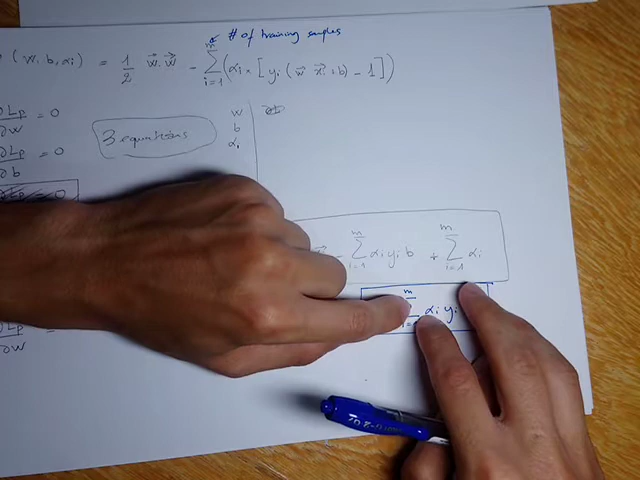 # of training samples
(w, b, αi) = 1/2 w⃗.w⃗ − Σ_{i=1}^{m} (αi × [yi (w⃗ x⃗i + b) − 1])
∂Lp/∂w = 0
3 equations
w
b
αi
∂Lp/∂b = 0
− Σ_{i=1}^{m} αi yi b + Σ_{i=1}^{m} αi
m αi yi
∂Lp/∂w =